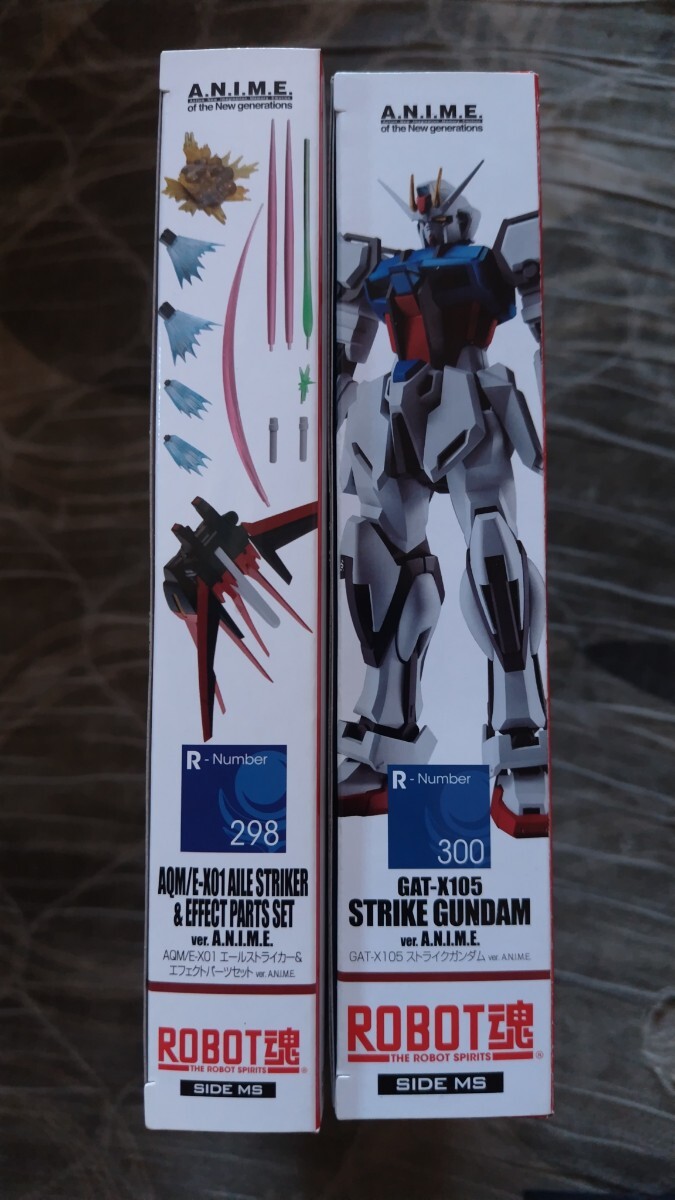 A.N.I.M.E.
of the New generations
R - Number
298
AQM/E-X01 AILE STRIKER
& EFFECT PARTS SET
ver. A.N.I.M.E.
AQM/E-X01 エールストライカー&
エフェクトパーツセット ver. A.N.I.M.E.
ROBOT魂
THE ROBOT SPIRITS
SIDE MS
A.N.I.M.E.
of the New generations
R - Number
300
GAT-X105
STRIKE GUNDAM
ver. A.N.I.M.E.
GAT-X105 ストライクガンダム ver. A.N.I.M.E.
ROBOT魂
THE ROBOT SPIRITS
SIDE MS